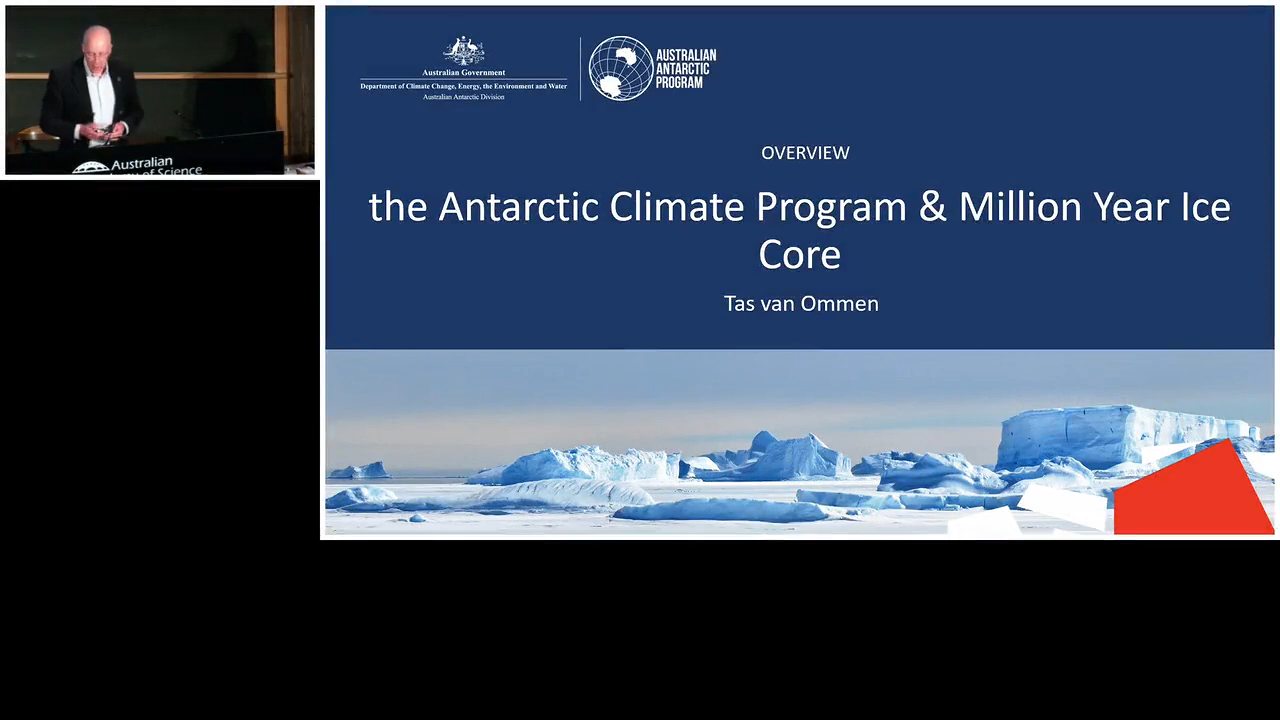 Australian
of Science
Australian Government
Department of Climate Change, Energy, the Environment and Water
Australian Antarctic Division
AUSTRALIAN
ANTARCTIC
PROGRAM
OVERVIEW
the Antarctic Climate Program & Million Year Ice
Core
Tas van Ommen